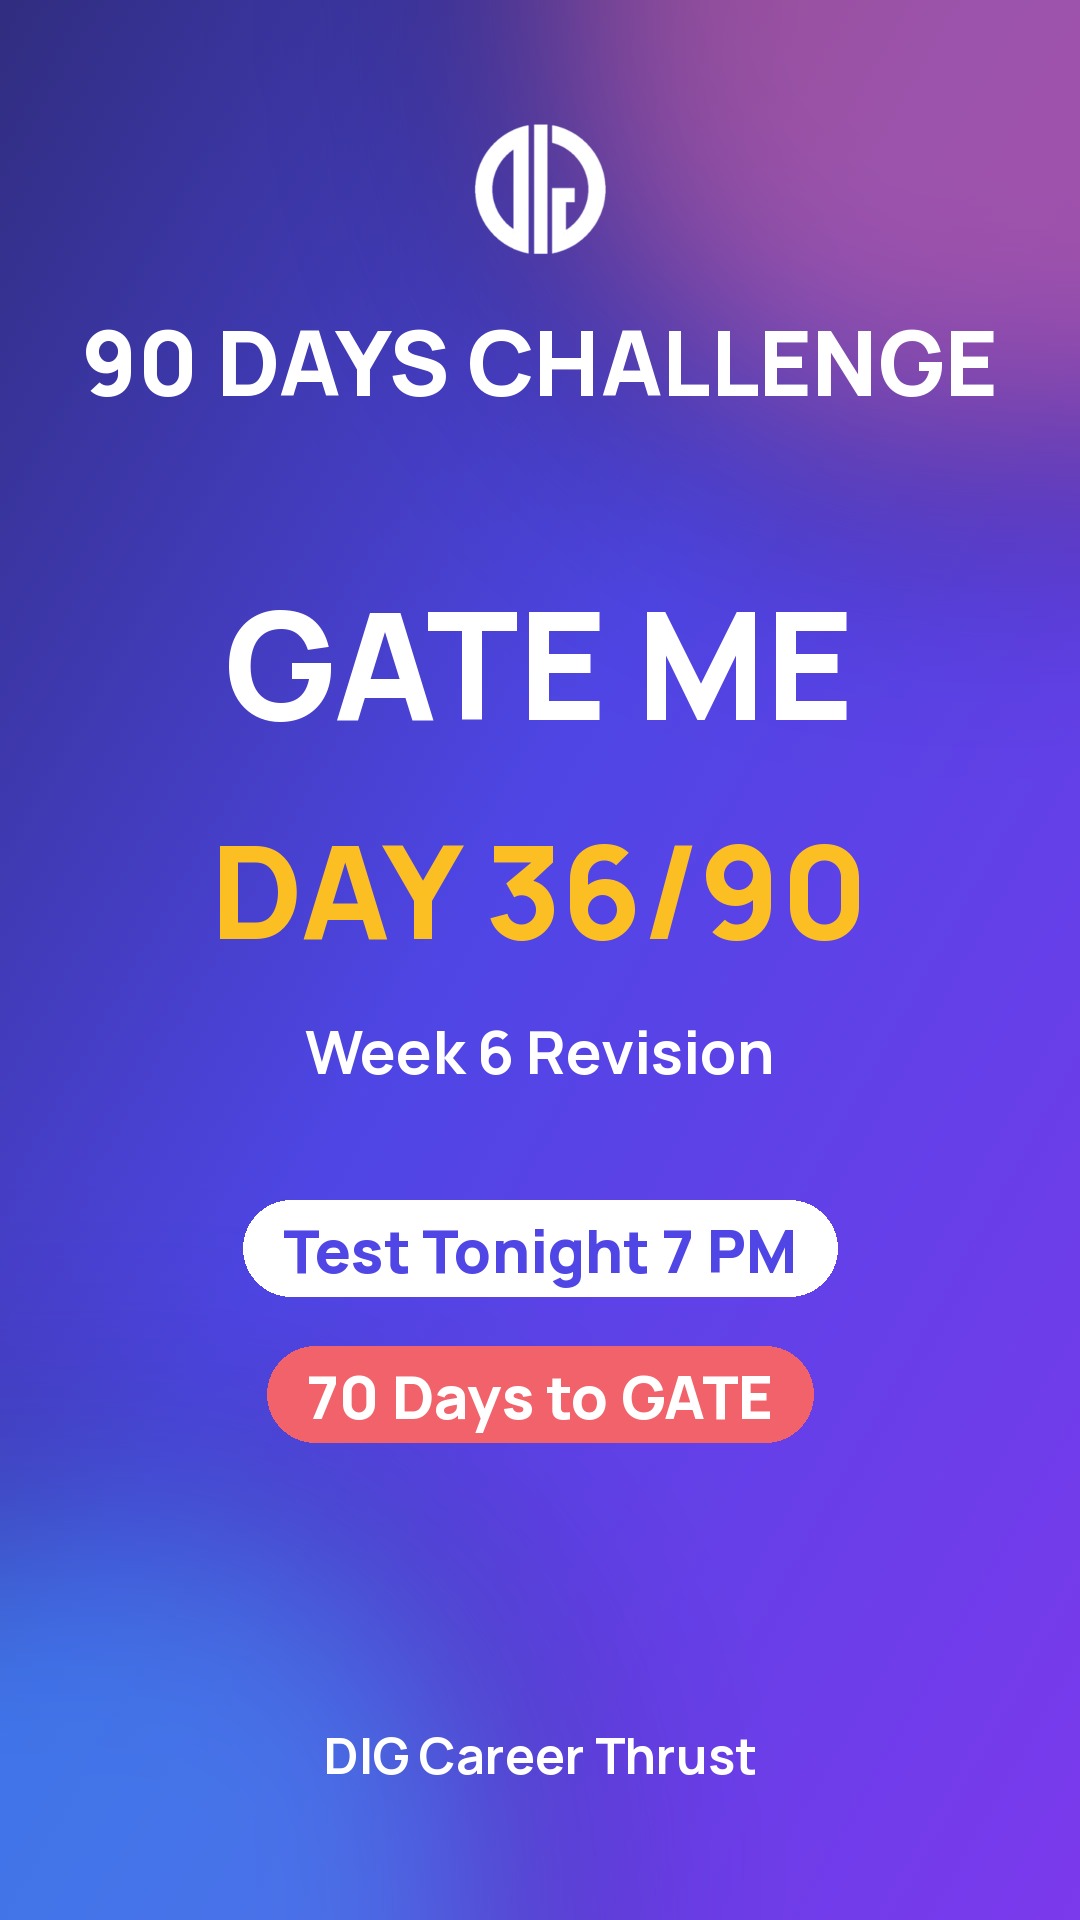 DIG
90 DAYS CHALLENGE
GATE ME
DAY 36/90
Week 6 Revision
Test Tonight 7 PM
70 Days to GATE
DIG Career Thrust